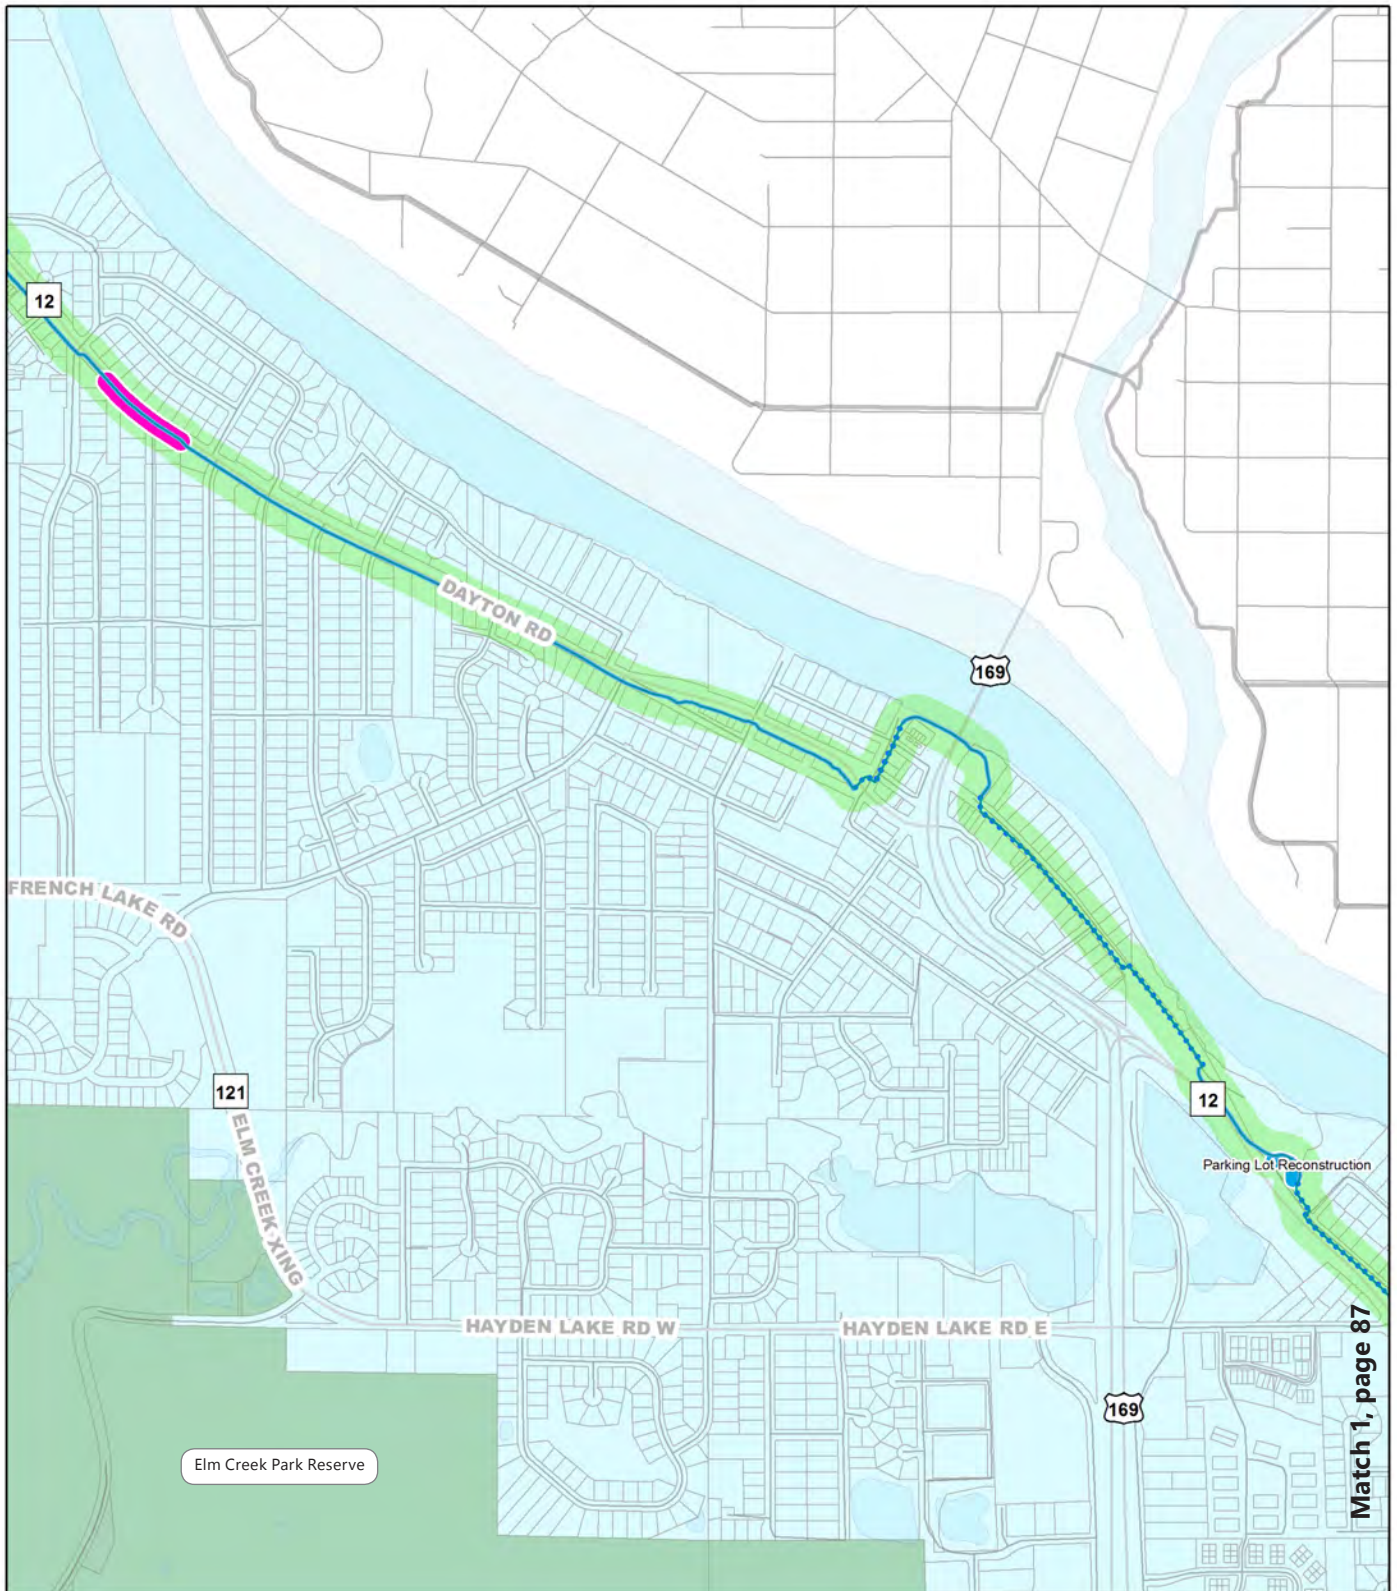 12
DAYTON RD
169
FRENCH LAKE RD
121
12
ELM CREEK XING
Parking Lot Reconstruction
HAYDEN LAKE RD W
HAYDEN LAKE RD E
169
Elm Creek Park Reserve
Match 1, page 87